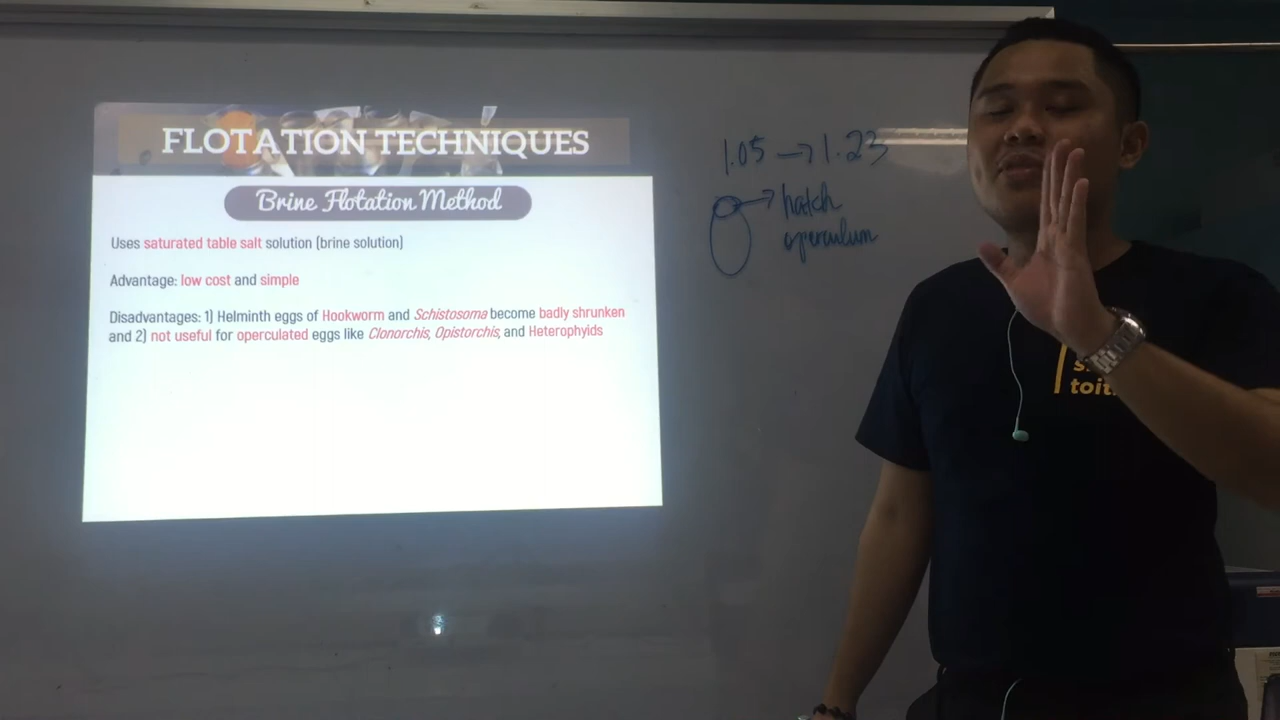 FLOTATION TECHNIQUES
Brine Flotation Method
Uses saturated table salt solution (brine solution)
Advantage: low cost and simple
Disadvantages: 1) Helminth eggs of Hookworm and Schistosoma become badly shrunken
and 2) not useful for operculated eggs like Clonorchis, Opistorchis, and Heterophyids
1.05 → 1.23
→ hatch
operculum